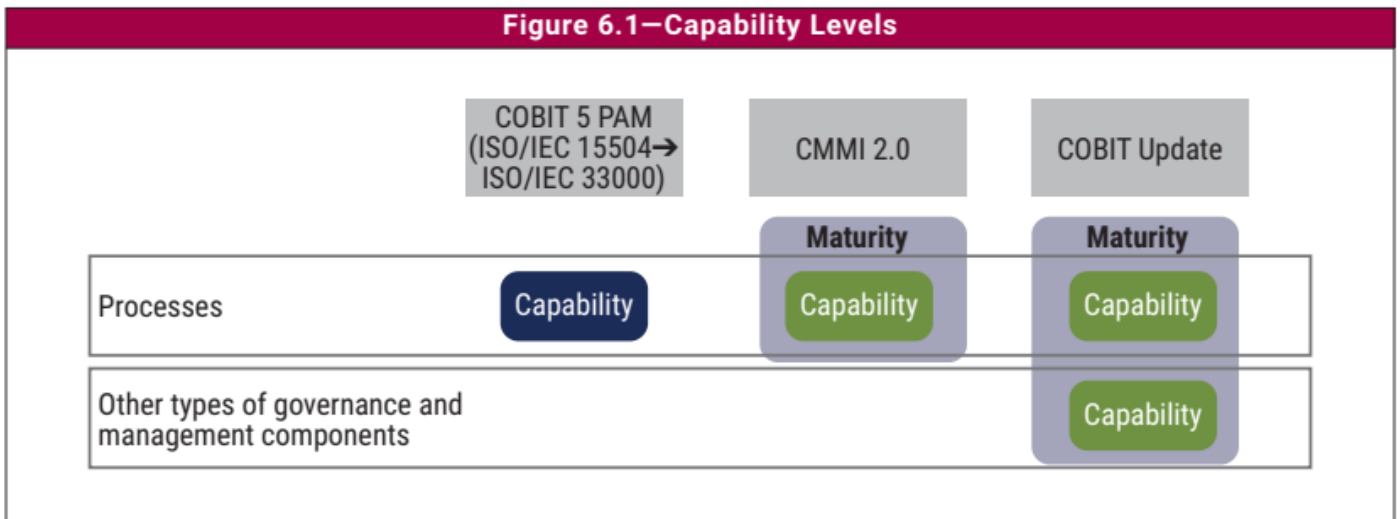 Figure 6.1—Capability Levels
COBIT 5 PAM
(ISO/IEC 15504➔
ISO/IEC 33000)
CMMI 2.0
COBIT Update
Maturity
Maturity
Processes
Capability
Capability
Capability
Other types of governance and
management components
Capability